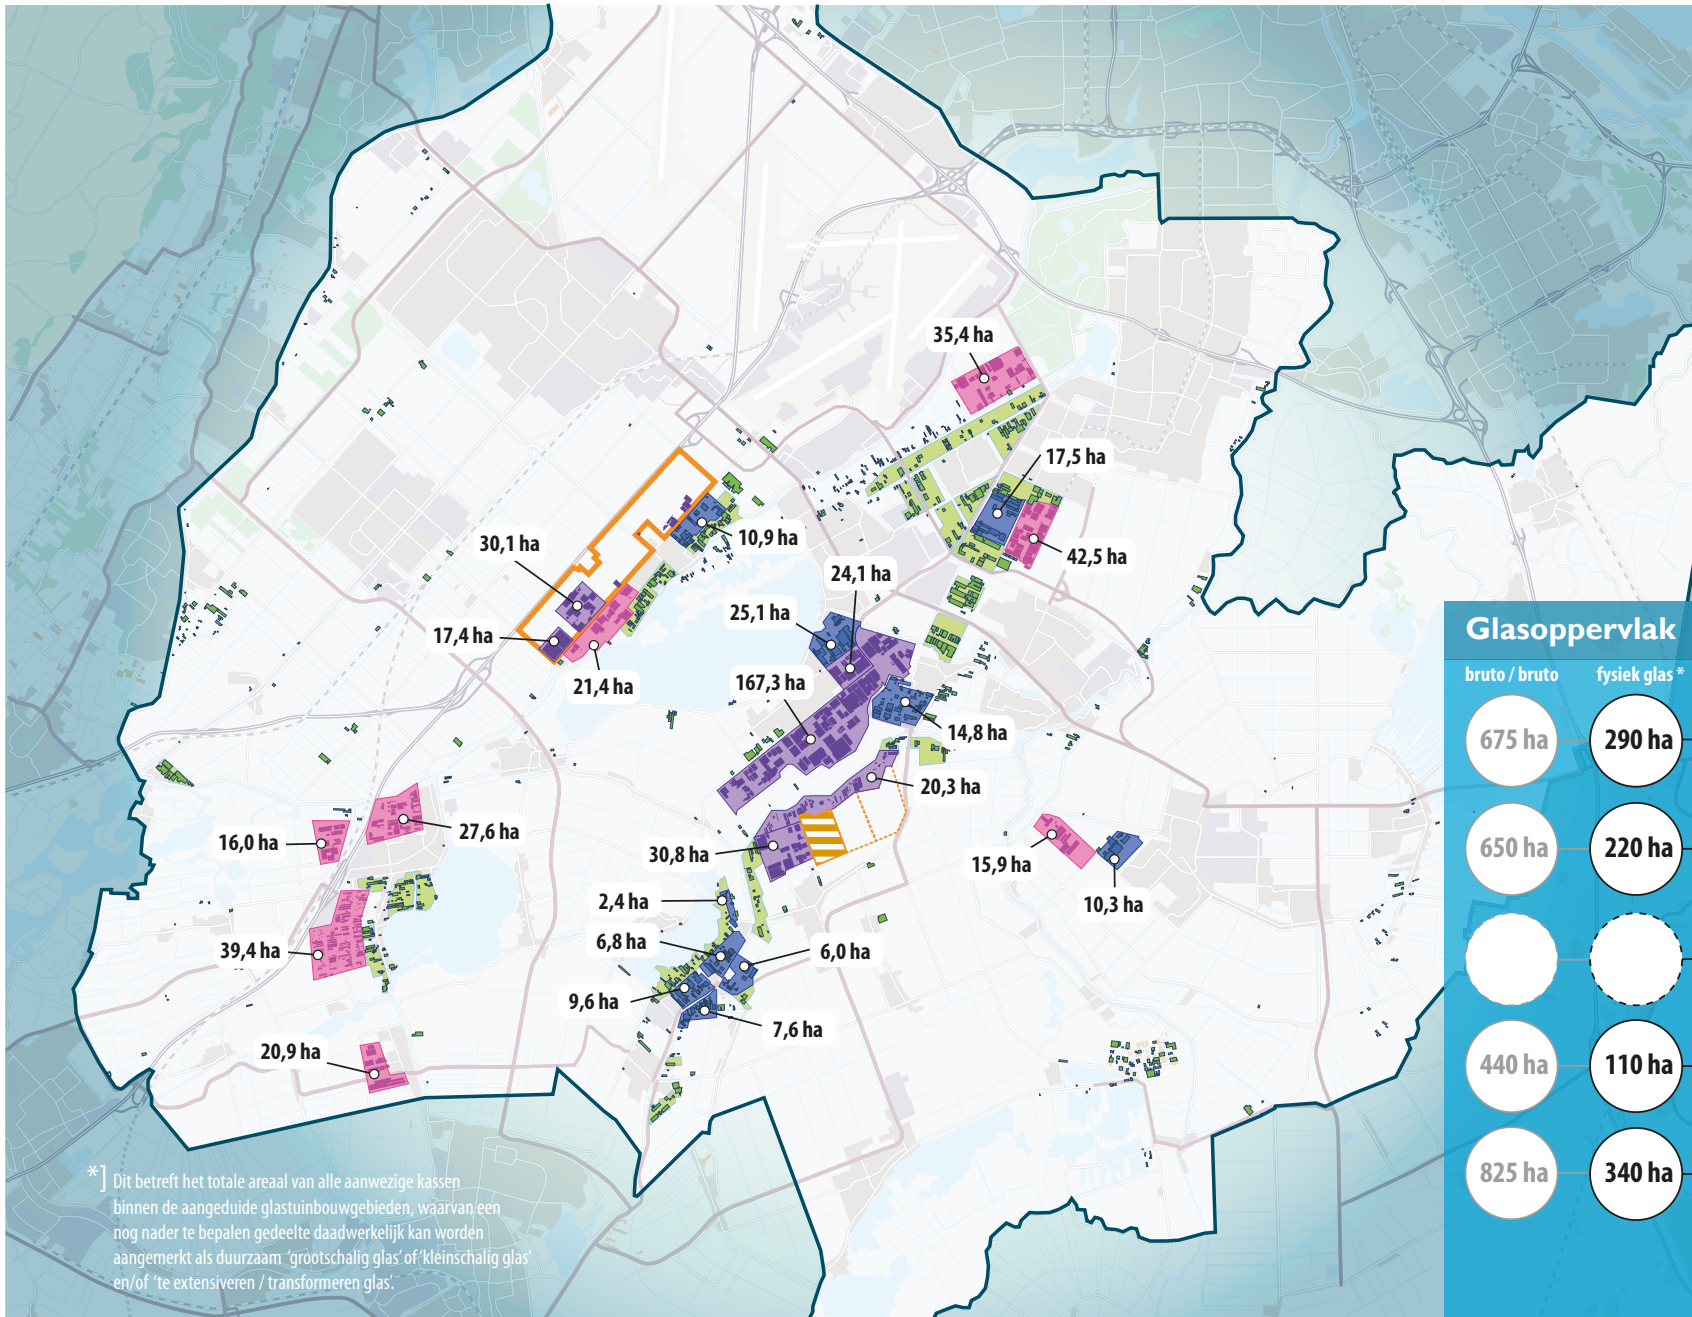 35,4 ha
17,5 ha
30,1 ha
10,9 ha
42,5 ha
24,1 ha
25,1 ha
17,4 ha
167,3 ha
21,4 ha
14,8 ha
20,3 ha
16,0 ha
27,6 ha
30,8 ha
15,9 ha
2,4 ha
10,3 ha
6,8 ha
39,4 ha
6,0 ha
9,6 ha
7,6 ha
20,9 ha
Glasoppervlak
bruto / bruto fysiek glas *
675 ha 290 ha
650 ha 220 ha
440 ha 110 ha
825 ha 340 ha
*] Dit betreft het totale areaal van alle aanwezige kassen
binnen de aangeduide glastuinbouwgebieden, waarvan een
nog nader te bepalen gedeelte daadwerkelijk kan worden
aangemerkt als duurzaam ‘grootschalig glas’ of ‘kleinschalig glas’
en/of ‘te extensiveren / transformeren glas’.